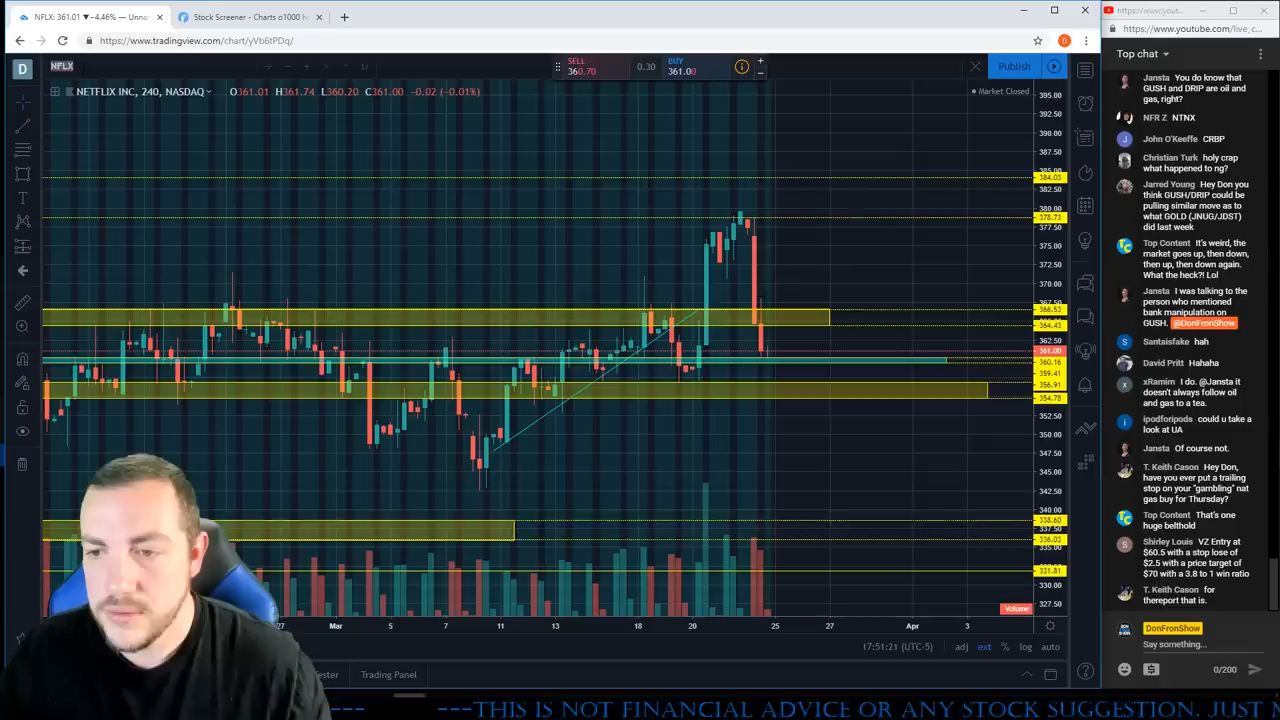 NFLX: 361.01 ▼−4.46% — Unna
Stock Screener - Charts o1000 h
https://www.youtube
https://www.tradingview.com/chart/yVb6tPDq/
https://www.youtube.com/live_c...
Top chat
D
NFLX
SELL
360.70
0.30
BUY
361.00
Publish
NETFLIX INC, 240, NASDAQ
O361.01 H361.74 L360.20 C361.00 -0.02 (-0.01%)
Market Closed
395.00
392.50
390.00
387.50
385.00
384.03
382.50
380.00
378.73
377.50
375.00
372.50
370.00
367.50
366.53
364.43
362.50
361.00
360.16
359.41
356.91
354.78
352.50
350.00
347.50
345.00
342.50
340.00
338.60
337.50
336.03
335.00
331.81
330.00
327.50
Volume
27
Mar
5
7
11
13
18
20
25
27
Apr
3
17:51:21 (UTC-5)
adj
ext
%
log
auto
ester
Trading Panel
Jansta You do know that
GUSH and DRIP are oil and
gas, right?
NFR Z NTNX
John O'Keeffe CRBP
Christian Turk holy crap
what happened to ng?
Jarred Young Hey Don you
think GUSH/DRIP could be
pulling similar move as to
what GOLD (JNUG/JDST)
did last week
Top Content It's weird, the
market goes up, then down,
then up, then down again.
What the heck?! Lol
Jansta I was talking to the
person who mentioned
bank manipulation on
GUSH. @DonFronShow
Santaisfake hah
David Pritt Hahaha
xRamim I do. @Jansta it
doesn't always follow oil
and gas to a tea.
ipodforipods could u take a
look at UA
Jansta Of course not.
T. Keith Cason Hey Don,
have you ever put a trailing
stop on your "gambling" nat
gas buy for Thursday?
Top Content That's one
huge belthold
Shirley Louis VZ Entry at
$60.5 with a stop lose of
$2.5 with a price target of
$70 with a 3.8 to 1 win ratio
T. Keith Cason for
thereport that is.
DonFronShow
Say something...
0/200
---THIS IS NOT FINANCIAL ADVICE ON ANY STOCK SUGGESTION. JUST